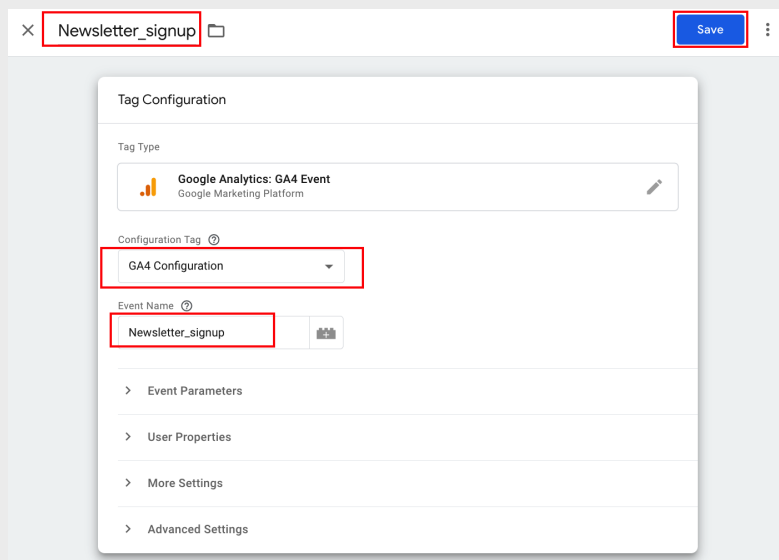 Newsletter_signup
Save
Tag Configuration
Tag Type
Google Analytics: GA4 Event
Google Marketing Platform
Configuration Tag
GA4 Configuration
Event Name
Newsletter_signup
Event Parameters
User Properties
More Settings
Advanced Settings